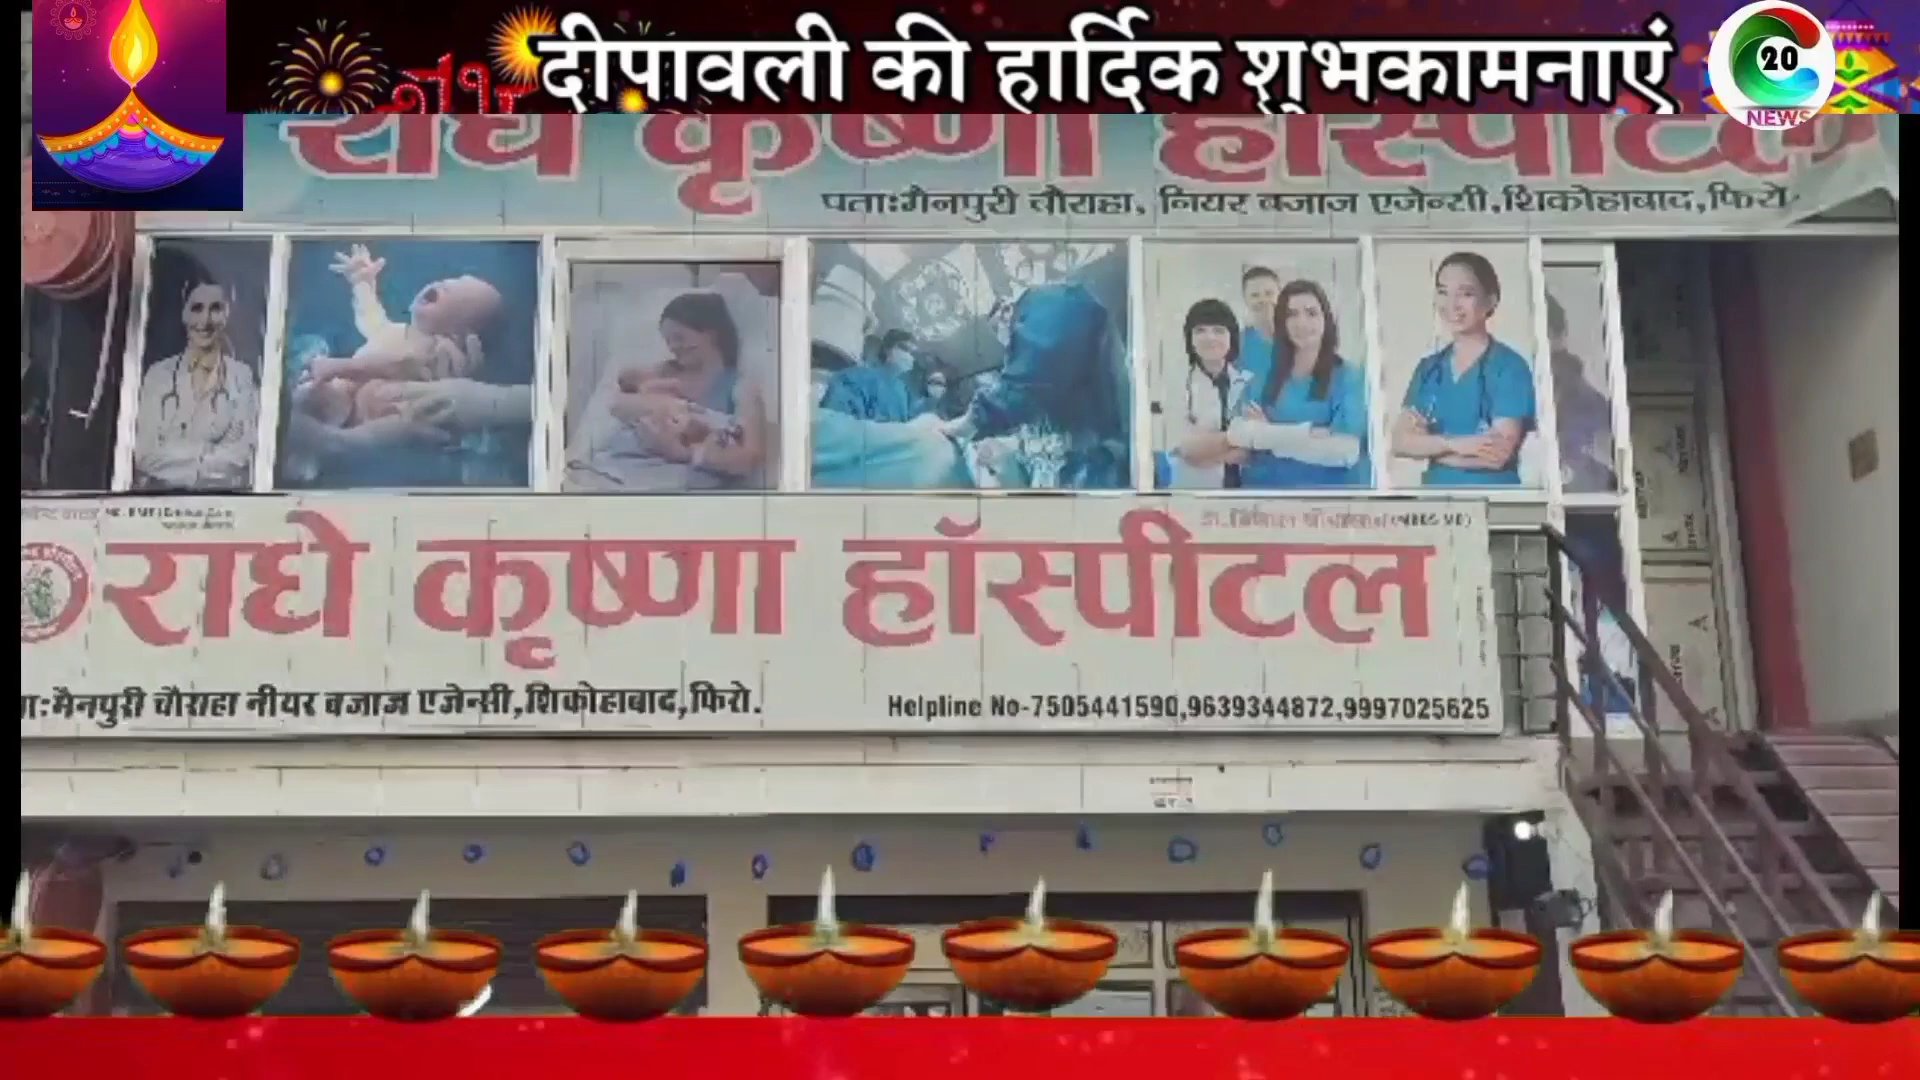 दीपावली की हार्दिक शुभकामनाएं
20
NEWS
राधे कृष्णा हॉस्पीटल
पता:मैनपुरी चौराहा, नियर बजाज एजेन्सी,शिकोहाबाद,फिरो.
राधे कृष्णा हॉस्पीटल
ता:मैनपुरी चौराहा नीयर बजाज एजेन्सी,शिकोहाबाद,फिरो.
Helpline No-7505441590,9639344872,9997025625